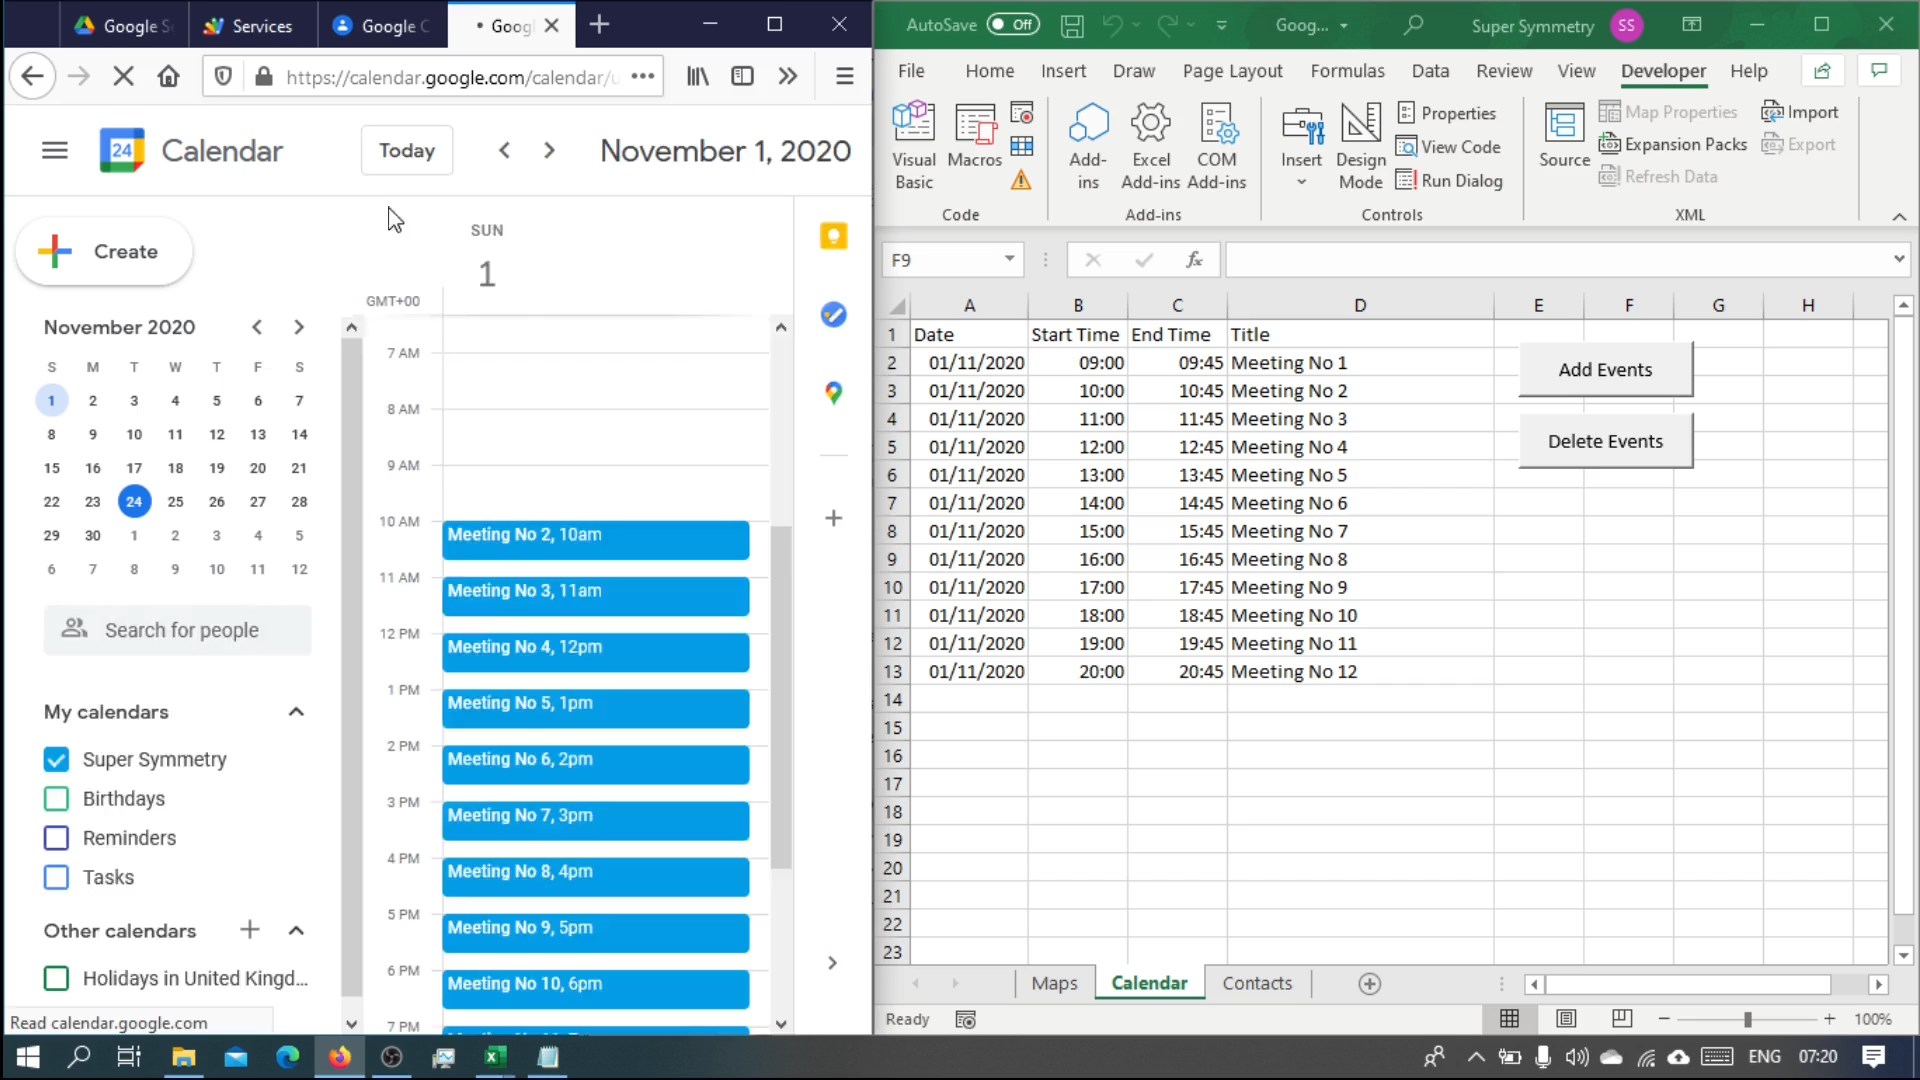 Google S
Services
Google C
Goog
https://calendar.google.com/calendar/u
24
Calendar
Today
November 1, 2020
Create
SUN
1
GMT+00
November 2020
S M T W T F S
1 2 3 4 5 6 7
8 9 10 11 12 13 14
15 16 17 18 19 20 21
22 23 24 25 26 27 28
29 30 1 2 3 4 5
6 7 8 9 10 11 12
Search for people
My calendars
Super Symmetry
Birthdays
Reminders
Tasks
Other calendars
Holidays in United Kingd...
Read calendar.google.com
7 AM
8 AM
9 AM
10 AM
Meeting No 2, 10am
11 AM
Meeting No 3, 11am
12 PM
Meeting No 4, 12pm
1 PM
Meeting No 5, 1pm
2 PM
Meeting No 6, 2pm
3 PM
Meeting No 7, 3pm
4 PM
Meeting No 8, 4pm
5 PM
Meeting No 9, 5pm
6 PM
Meeting No 10, 6pm
7 PM
AutoSave Off
Goog...
Super Symmetry
SS
File Home Insert Draw Page Layout Formulas Data Review View Developer Help
Visual Basic
Macros
Code
Add-ins
Excel Add-ins
COM Add-ins
Add-ins
Insert
Design Mode
Properties
View Code
Run Dialog
Controls
Source
Map Properties
Expansion Packs
Refresh Data
Import
Export
XML
F9
fx
A B C D E F G H
1 Date Start Time End Time Title
2 01/11/2020 09:00 09:45 Meeting No 1
3 01/11/2020 10:00 10:45 Meeting No 2
4 01/11/2020 11:00 11:45 Meeting No 3
5 01/11/2020 12:00 12:45 Meeting No 4
6 01/11/2020 13:00 13:45 Meeting No 5
7 01/11/2020 14:00 14:45 Meeting No 6
8 01/11/2020 15:00 15:45 Meeting No 7
9 01/11/2020 16:00 16:45 Meeting No 8
10 01/11/2020 17:00 17:45 Meeting No 9
11 01/11/2020 18:00 18:45 Meeting No 10
12 01/11/2020 19:00 19:45 Meeting No 11
13 01/11/2020 20:00 20:45 Meeting No 12
14
15
16
17
18
19
20
21
22
23
Add Events
Delete Events
Maps
Calendar
Contacts
Ready
100%
ENG
07:20